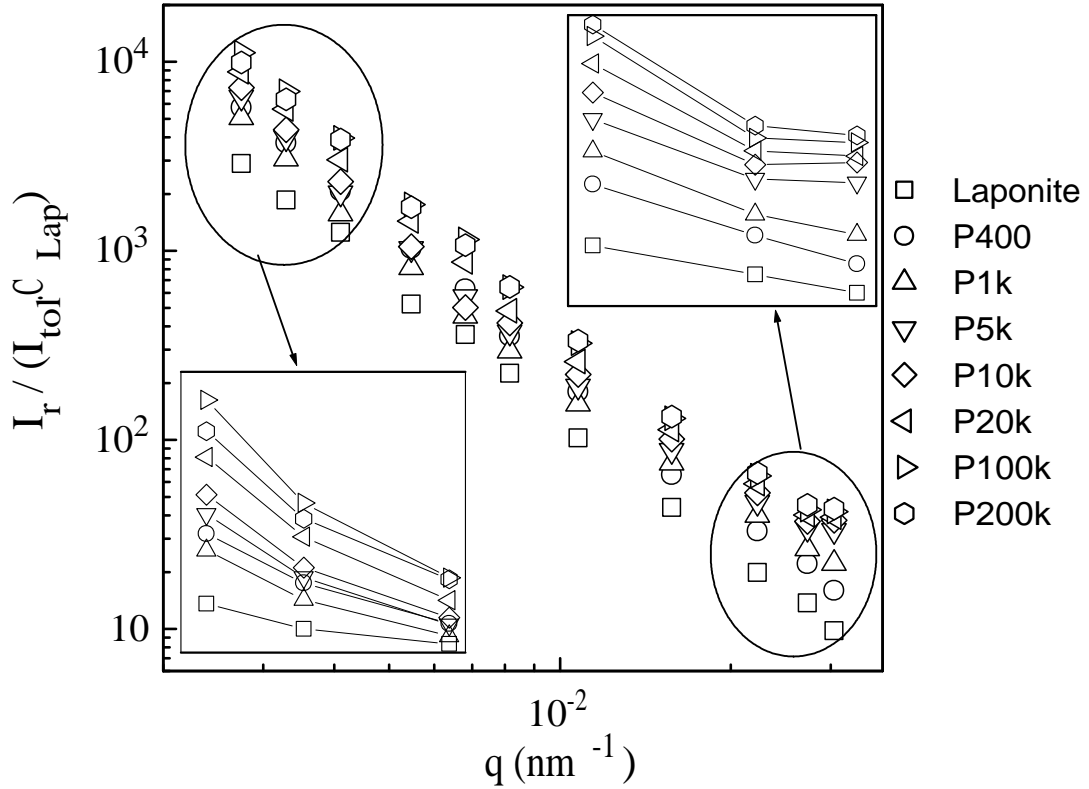 10^4
10^3
10^2
10
I_r / (I_tol C_Lap)
10^-2
q (nm^-1)
Laponite
P400
P1k
P5k
P10k
P20k
P100k
P200k